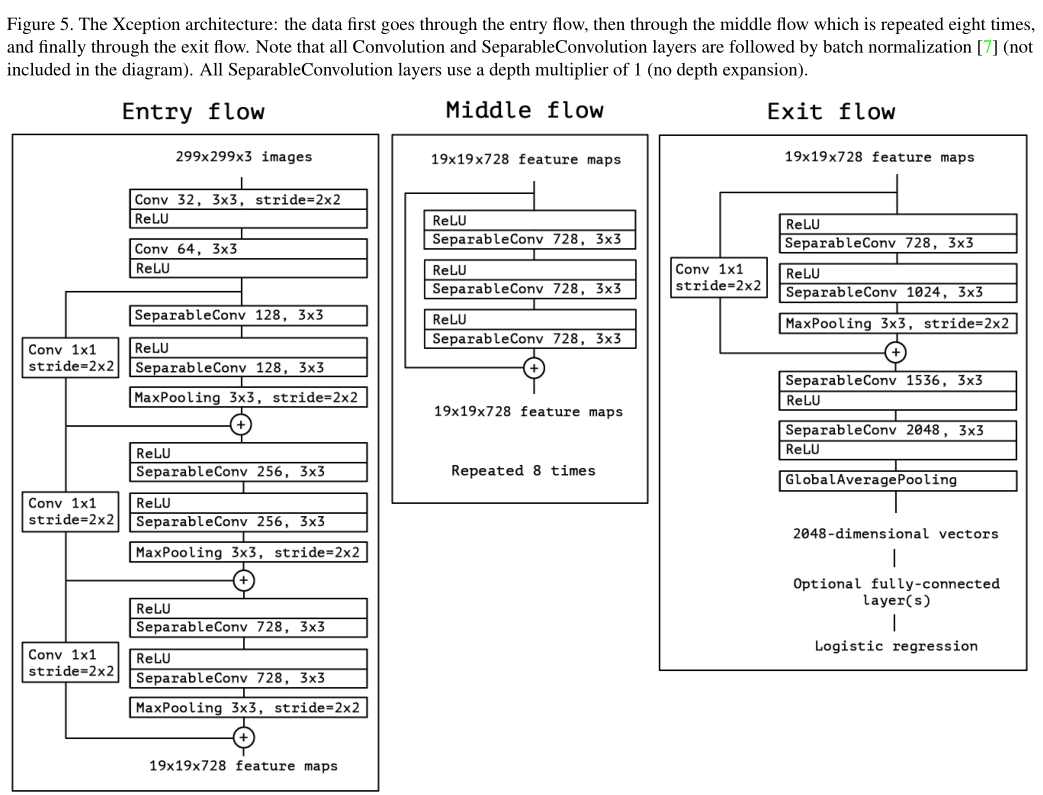 Figure 5. The Xception architecture: the data first goes through the entry flow, then through the middle flow which is repeated eight times,
and finally through the exit flow. Note that all Convolution and SeparableConvolution layers are followed by batch normalization [7] (not
included in the diagram). All SeparableConvolution layers use a depth multiplier of 1 (no depth expansion).
Entry flow
299x299x3 images
Conv 32, 3x3, stride=2x2
ReLU
Conv 64, 3x3
ReLU
SeparableConv 128, 3x3
Conv 1x1
stride=2x2
ReLU
SeparableConv 128, 3x3
MaxPooling 3x3, stride=2x2
+
ReLU
SeparableConv 256, 3x3
Conv 1x1
stride=2x2
ReLU
SeparableConv 256, 3x3
MaxPooling 3x3, stride=2x2
+
ReLU
SeparableConv 728, 3x3
Conv 1x1
stride=2x2
ReLU
SeparableConv 728, 3x3
MaxPooling 3x3, stride=2x2
+
19x19x728 feature maps
Middle flow
19x19x728 feature maps
ReLU
SeparableConv 728, 3x3
ReLU
SeparableConv 728, 3x3
ReLU
SeparableConv 728, 3x3
+
19x19x728 feature maps
Repeated 8 times
Exit flow
19x19x728 feature maps
ReLU
SeparableConv 728, 3x3
Conv 1x1
stride=2x2
ReLU
SeparableConv 1024, 3x3
MaxPooling 3x3, stride=2x2
+
SeparableConv 1536, 3x3
ReLU
SeparableConv 2048, 3x3
ReLU
GlobalAveragePooling
2048-dimensional vectors
Optional fully-connected
layer(s)
Logistic regression